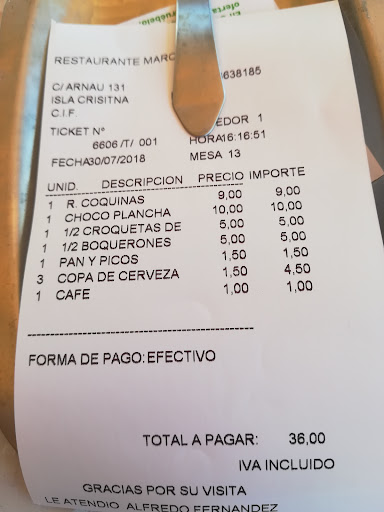 RESTAURANTE MARC
638185
C/ ARNAU 131
ISLA CRISITNA
C.I.F.
EDOR 1
TICKET Nº
6606 /T/ 001
HORA 16:16:51
FECHA 30/07/2018
MESA 13
UNID. DESCRIPCION PRECIO IMPORTE
1 R. COQUINAS 9,00 9,00
1 CHOCO PLANCHA 10,00 10,00
1 1/2 CROQUETAS DE 5,00 5,00
1 1/2 BOQUERONES 5,00 5,00
1 PAN Y PICOS 1,50 1,50
3 COPA DE CERVEZA 1,50 4,50
1 CAFE 1,00 1,00
FORMA DE PAGO: EFECTIVO
TOTAL A PAGAR: 36,00
IVA INCLUIDO
GRACIAS POR SU VISITA
LE ATENDIO ALFREDO FERNANDEZ